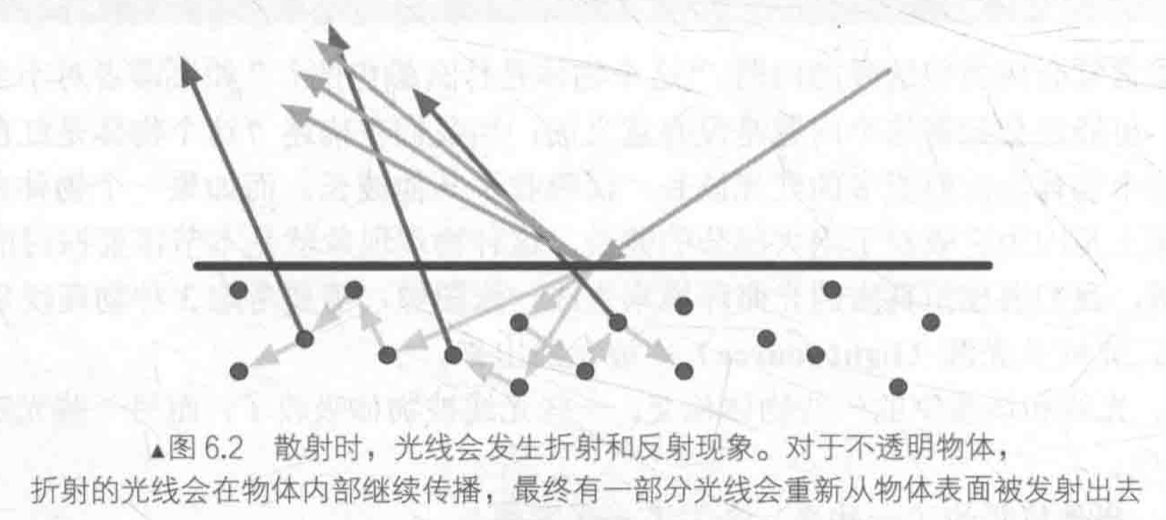 ▲图 6.2 散射时，光线会发生折射和反射现象。对于不透明物体，
折射的光线会在物体内部继续传播，最终有一部分光线会重新从物体表面被发射出去